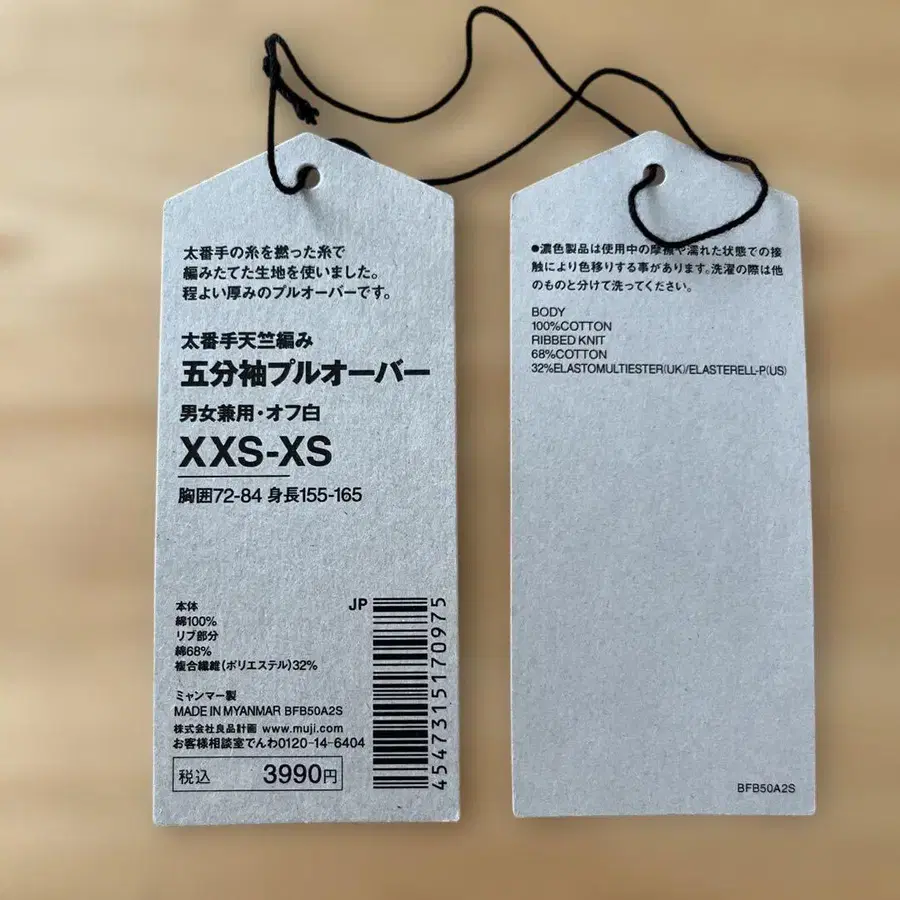 太番手の糸を撚った糸で
編みたてた生地を使いました。
程よい厚みのプルオーバーです。
太番手天竺編み
五分袖プルオーバー
男女兼用・オフ白
XXS-XS
胸囲72-84 身長155-165
本体
綿100%
リブ部分
綿68%
複合繊維(ポリエステル)32%
ミャンマー製
MADE IN MYANMAR BFB50A2S
株式会社良品計画 www.muji.com
お客様相談室でんわ0120-14-6404
税込 3990円
JP
4547315170975
●濃色製品は使用中の摩擦や濡れた状態での接
触により色移りする事があります。洗濯の際は他
のものと分けて洗ってください。
BODY
100%COTTON
RIBBED KNIT
68%COTTON
32%ELASTOMULTIESTER(UK)/ELASTERELL-P(US)
BFB50A2S